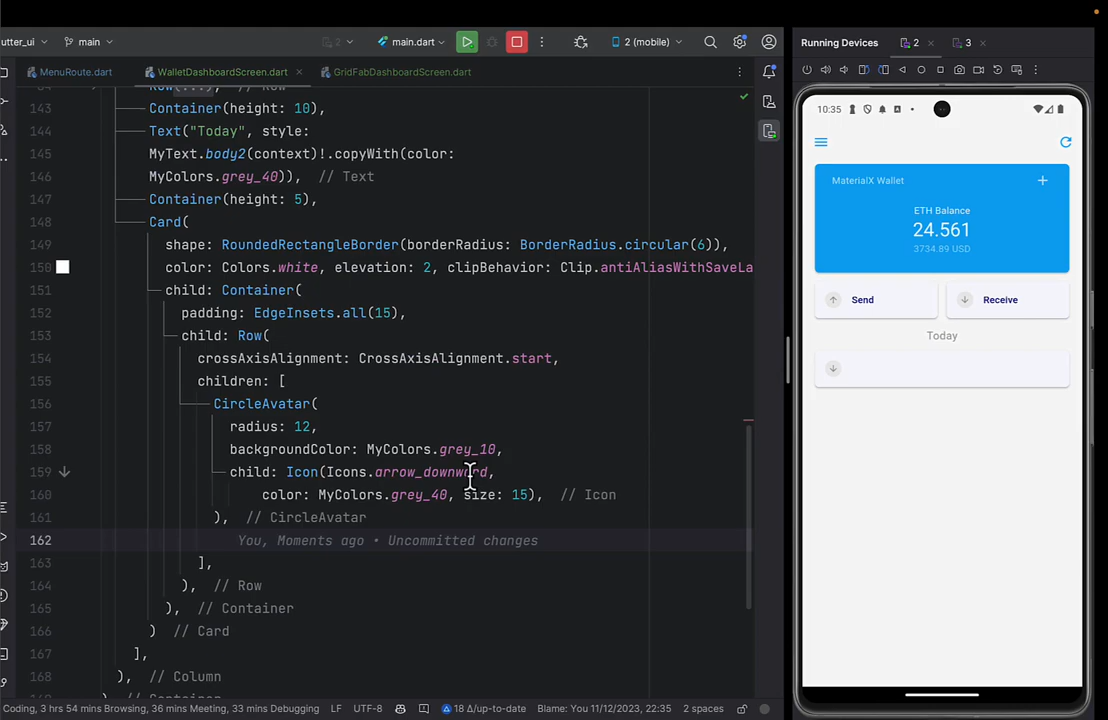 utter_ui
main
2
main.dart
2 (mobile)
Running Devices
2
3
MenuRoute.dart
WalletDashboardScreen.dart
GridFabDashboardScreen.dart
Row(...), // Row
143 Container(height: 10),
144 Text("Today", style:
145 MyText.body2(context)!.copyWith(color:
146 MyColors.grey_40)), // Text
147 Container(height: 5),
148 Card(
149 shape: RoundedRectangleBorder(borderRadius: BorderRadius.circular(6)),
150 color: Colors.white, elevation: 2, clipBehavior: Clip.antiAliasWithSaveLa
151 child: Container(
152 padding: EdgeInsets.all(15),
153 child: Row(
154 crossAxisAlignment: CrossAxisAlignment.start,
155 children: [
156 CircleAvatar(
157 radius: 12,
158 backgroundColor: MyColors.grey_10,
159 child: Icon(Icons.arrow_downward,
160 color: MyColors.grey_40, size: 15), // Icon
161 ), // CircleAvatar
162 You, Moments ago • Uncommitted changes
163 ],
164 ), // Row
165 ), // Container
166 ) // Card
167 ],
168 ), // Column
), // Container
Coding, 3 hrs 54 mins Browsing, 36 mins Meeting, 33 mins Debugging
LF
UTF-8
18 Δ/up-to-date
Blame: You 11/12/2023, 22:35
2 spaces
10:35
MaterialX Wallet
ETH Balance
24.561
3734.89 USD
Send
Receive
Today